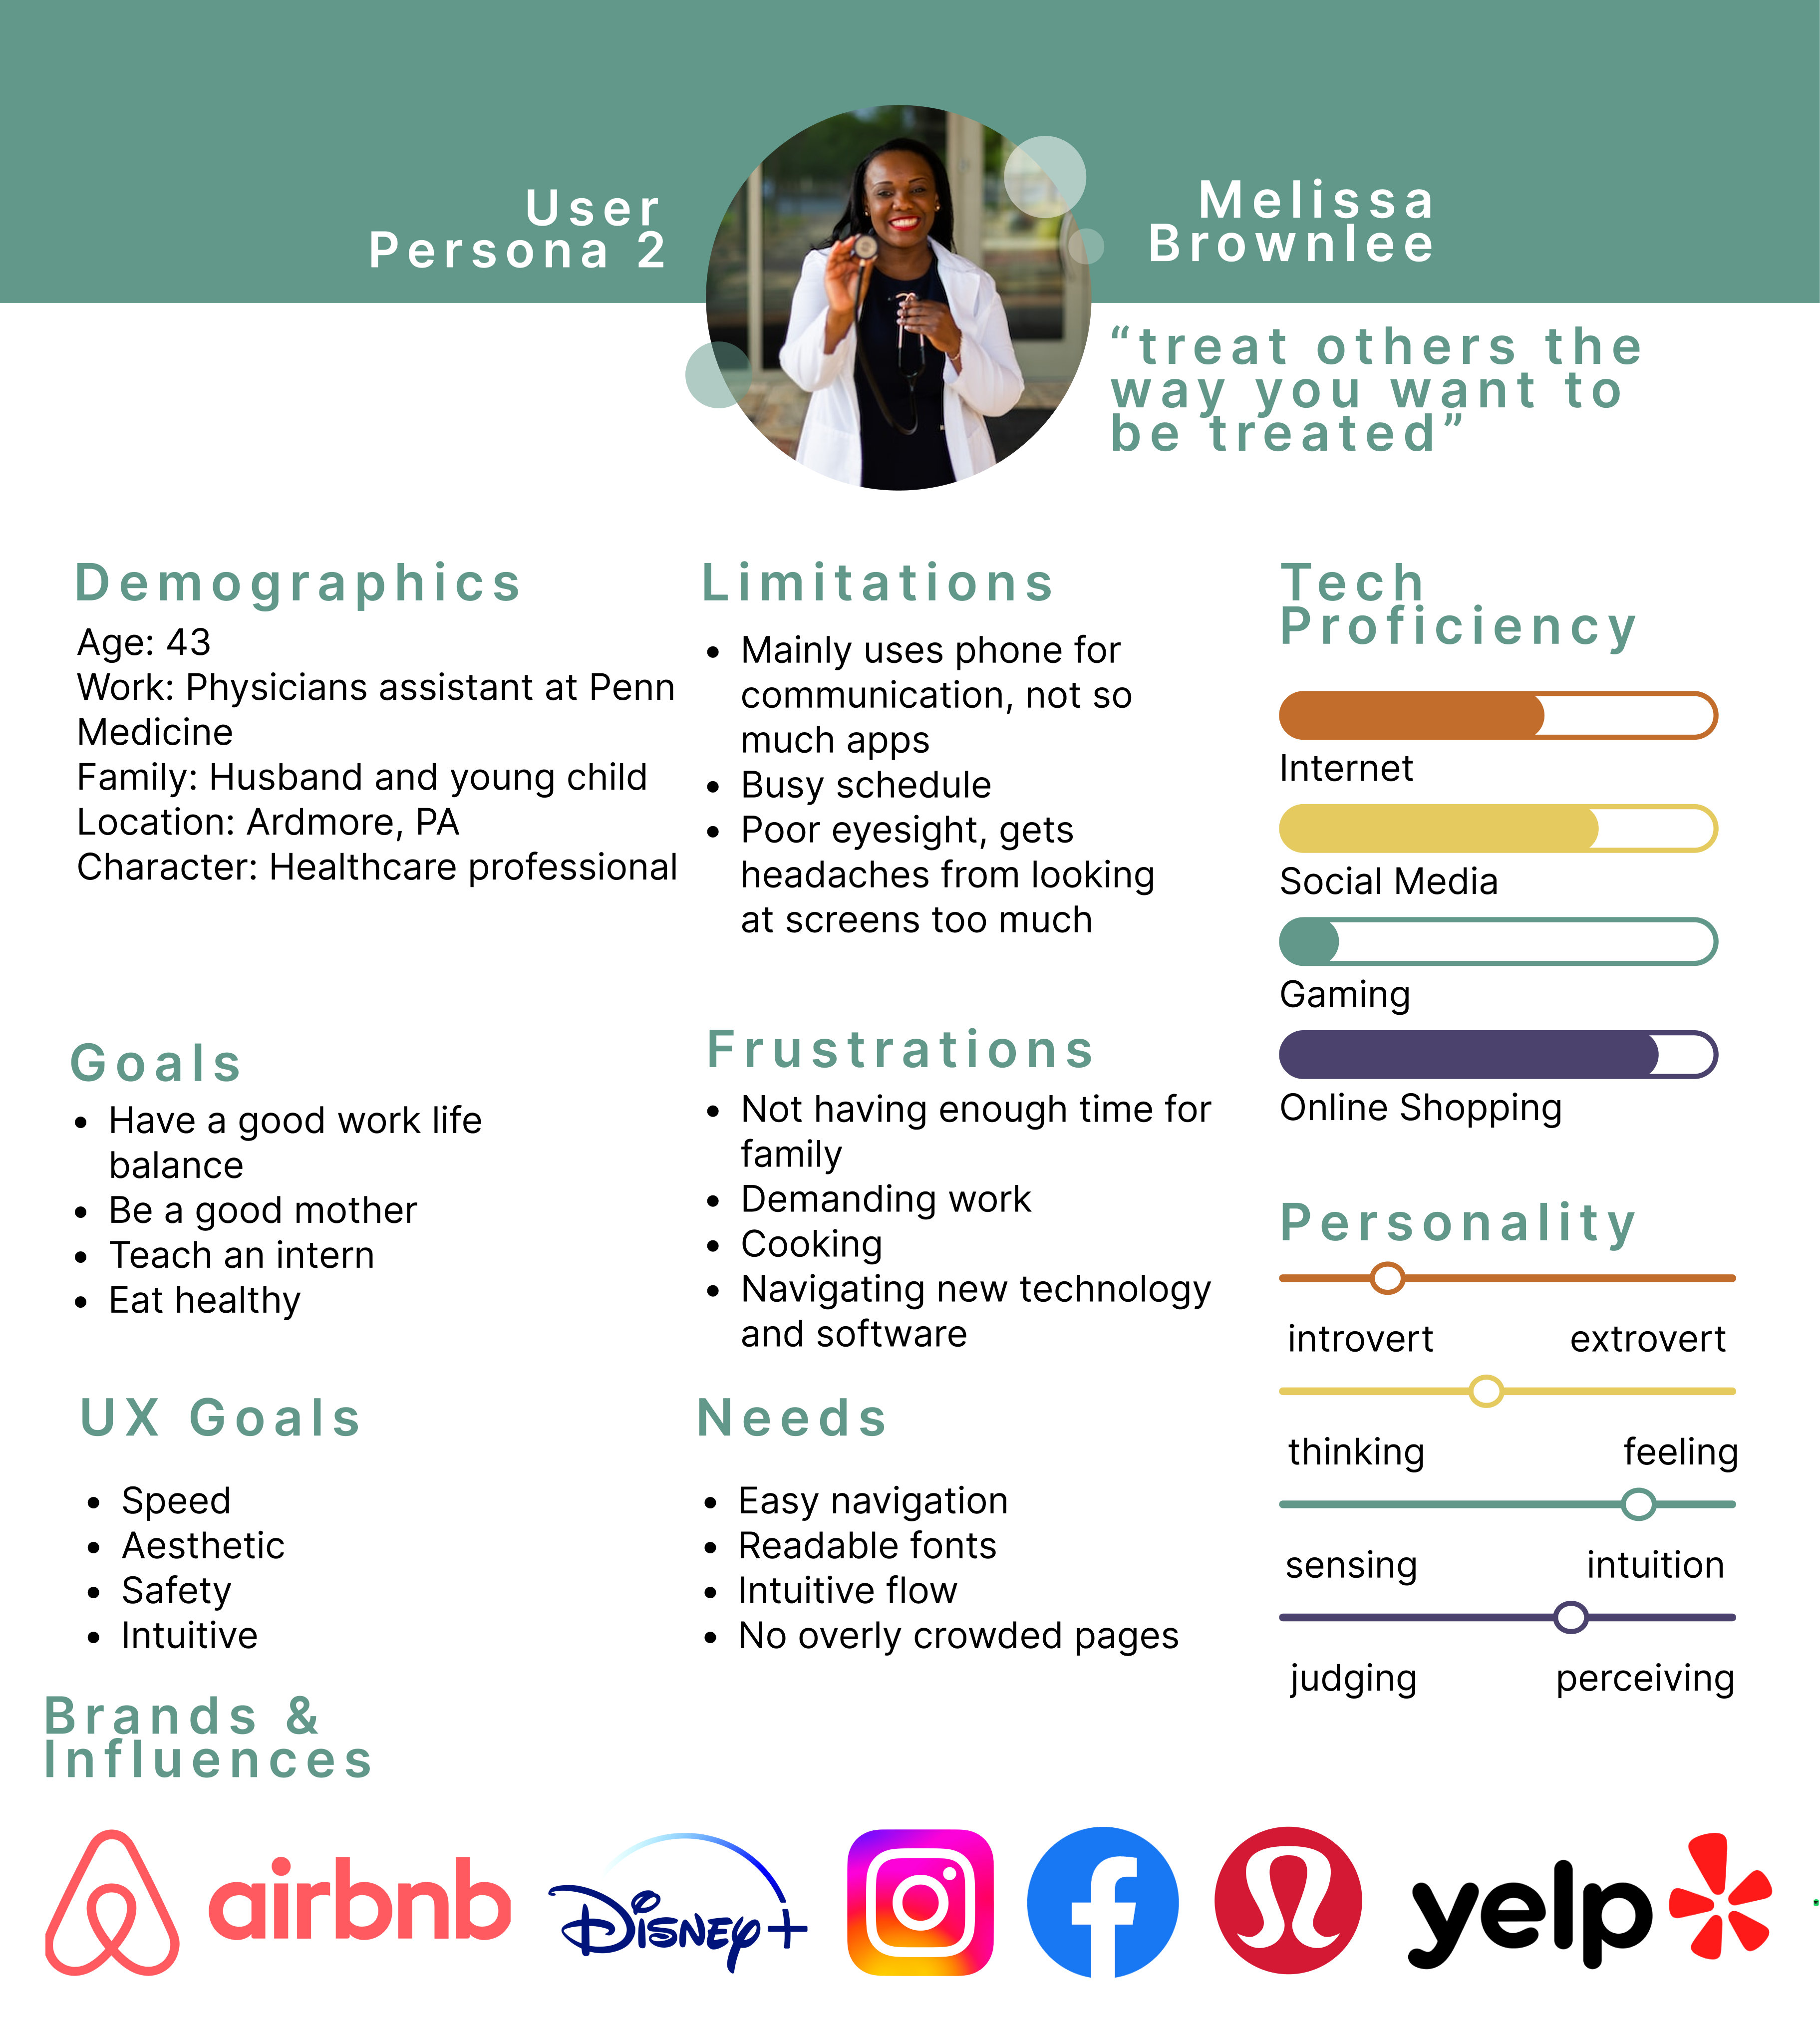 User
Persona 2
Melissa
Brownlee
“treat others the
way you want to
be treated”
Demographics
Age: 43
Work: Physicians assistant at Penn
Medicine
Family: Husband and young child
Location: Ardmore, PA
Character: Healthcare professional
Limitations
• Mainly uses phone for
communication, not so
much apps
• Busy schedule
• Poor eyesight, gets
headaches from looking
at screens too much
Tech
Proficiency
Internet
Social Media
Gaming
Online Shopping
Goals
• Have a good work life
balance
• Be a good mother
• Teach an intern
• Eat healthy
Frustrations
• Not having enough time for
family
• Demanding work
• Cooking
• Navigating new technology
and software
Personality
introvert extrovert
thinking feeling
sensing intuition
judging perceiving
UX Goals
• Speed
• Aesthetic
• Safety
• Intuitive
Needs
• Easy navigation
• Readable fonts
• Intuitive flow
• No overly crowded pages
Brands &
Influences
airbnb
Disney+
f
yelp